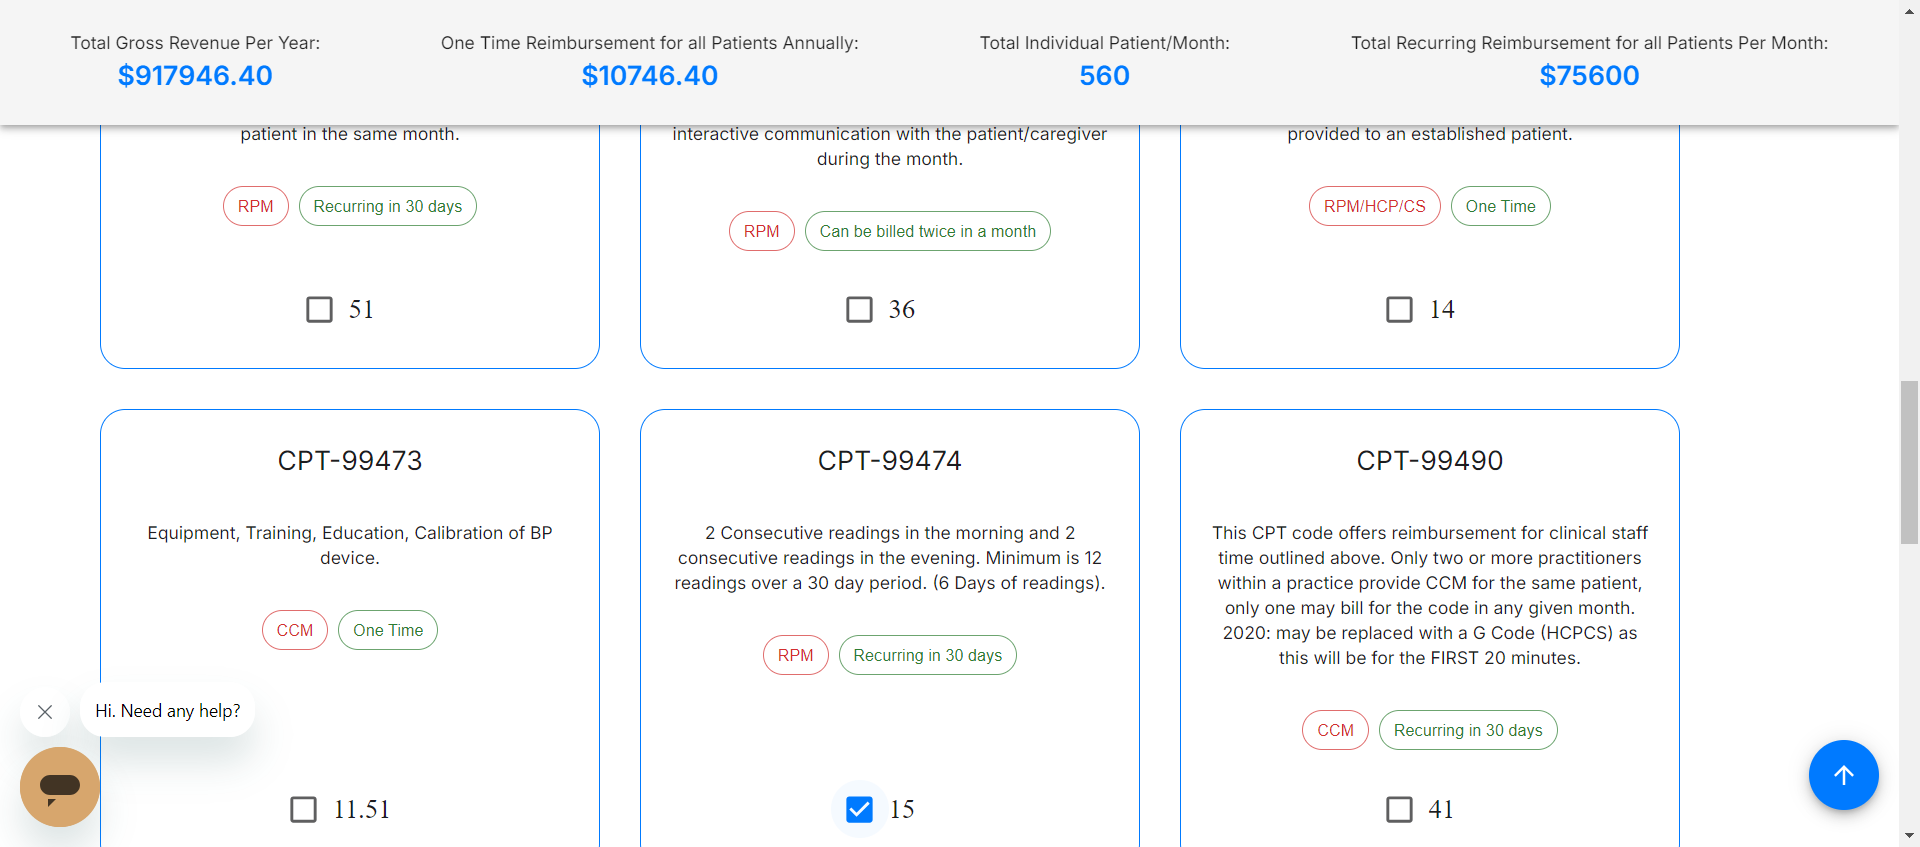 Total Gross Revenue Per Year:
$917946.40
One Time Reimbursement for all Patients Annually:
$10746.40
Total Individual Patient/Month:
560
Total Recurring Reimbursement for all Patients Per Month:
$75600
patient in the same month.
RPM
Recurring in 30 days
51
interactive communication with the patient/caregiver
during the month.
RPM
Can be billed twice in a month
36
provided to an established patient.
RPM/HCP/CS
One Time
14
CPT-99473
Equipment, Training, Education, Calibration of BP
device.
CCM
One Time
11.51
CPT-99474
2 Consecutive readings in the morning and 2
consecutive readings in the evening. Minimum is 12
readings over a 30 day period. (6 Days of readings).
RPM
Recurring in 30 days
15
CPT-99490
This CPT code offers reimbursement for clinical staff
time outlined above. Only two or more practitioners
within a practice provide CCM for the same patient,
only one may bill for the code in any given month.
2020: may be replaced with a G Code (HCPCS) as
this will be for the FIRST 20 minutes.
CCM
Recurring in 30 days
41
Hi. Need any help?